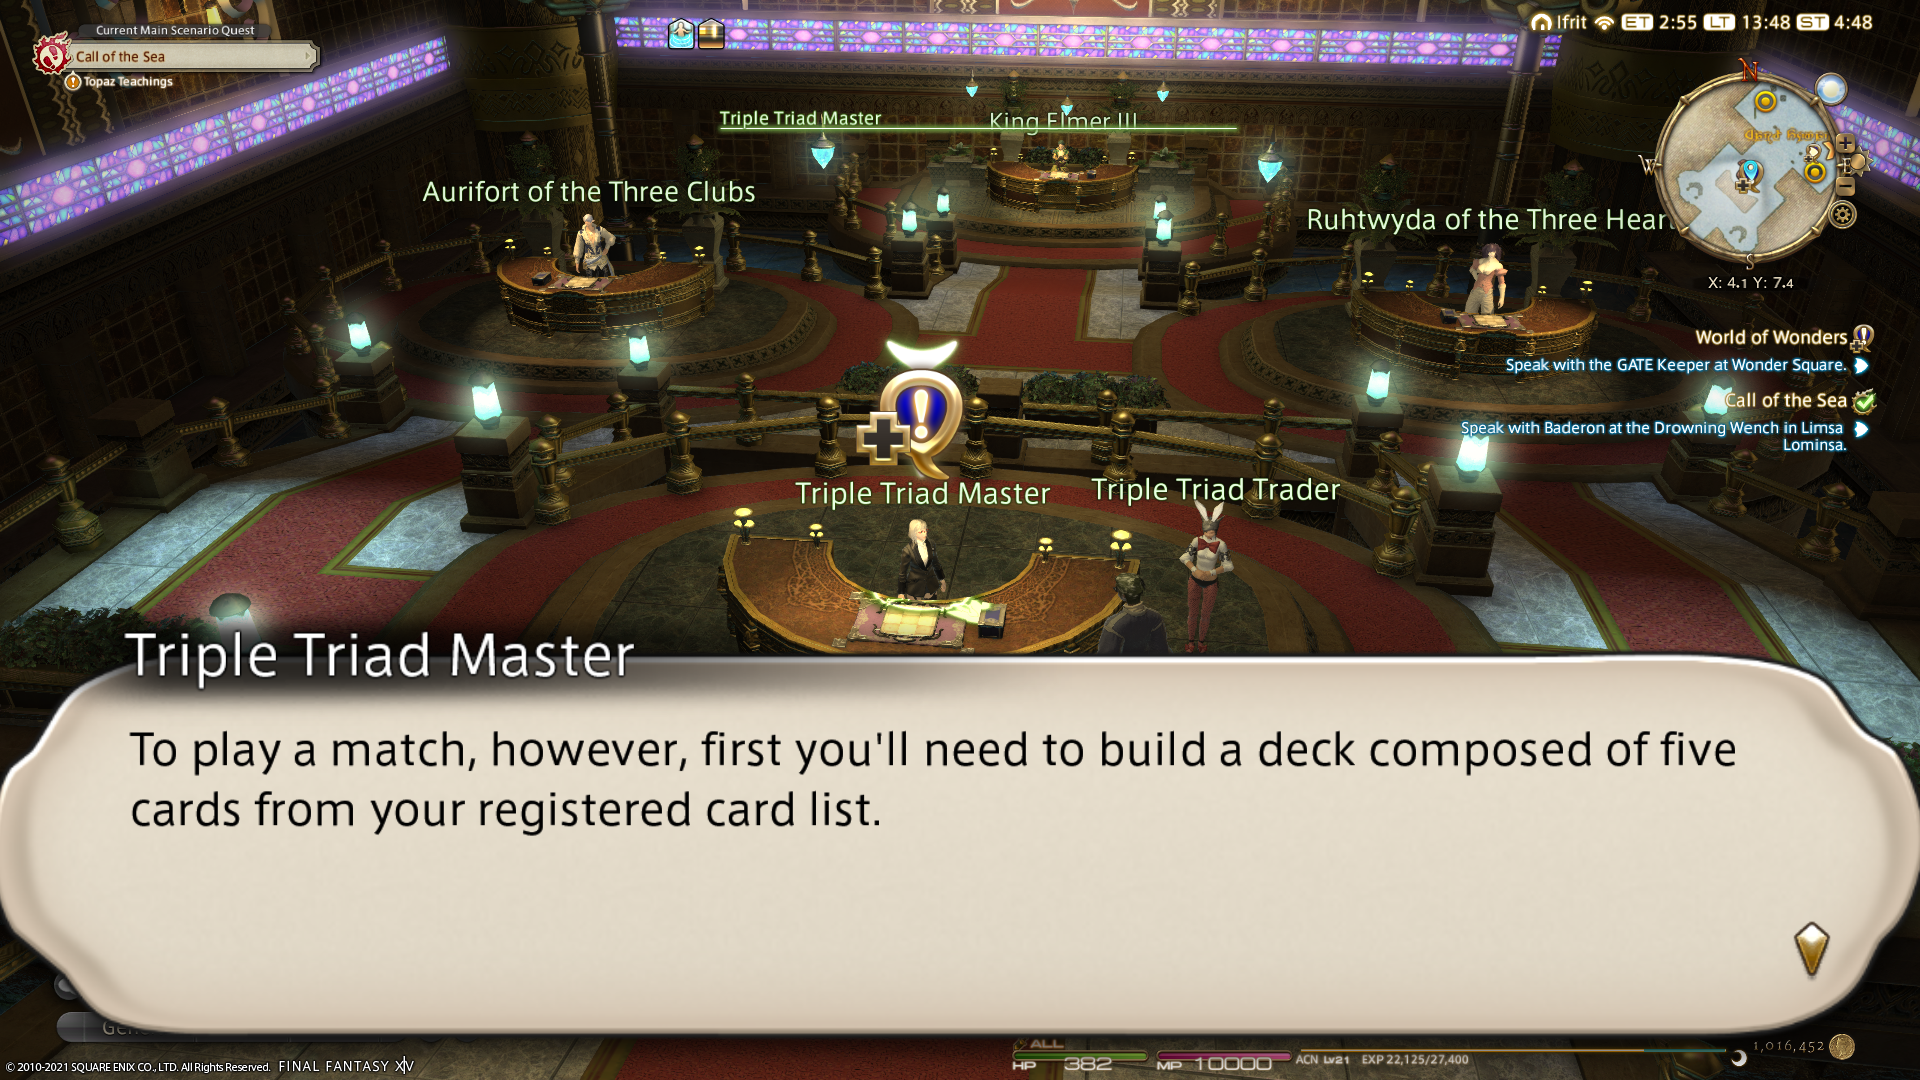 Current Main Scenario Quest
Call of the Sea
Topaz Teachings
Ifrit ET 2:55 LT 13:48 ST 4:48
N
W
E
S
X: 4.1 Y: 7.4
World of Wonders
Speak with the GATE Keeper at Wonder Square.
Call of the Sea
Speak with Baderon at the Drowning Wench in Limsa
Lominsa.
Triple Triad Master
King Elmer III
Aurifort of the Three Clubs
Ruhtwyda of the Three Hear
Triple Triad Master
Triple Triad Trader
Triple Triad Master
To play a match, however, first you'll need to build a deck composed of five
cards from your registered card list.
Gen
ALL
HP 382 MP 10000 ACN Lv21 EXP 22,125/27,400
1,016,452
© 2010-2021 SQUARE ENIX CO., LTD. All Rights Reserved. FINAL FANTASY XIV